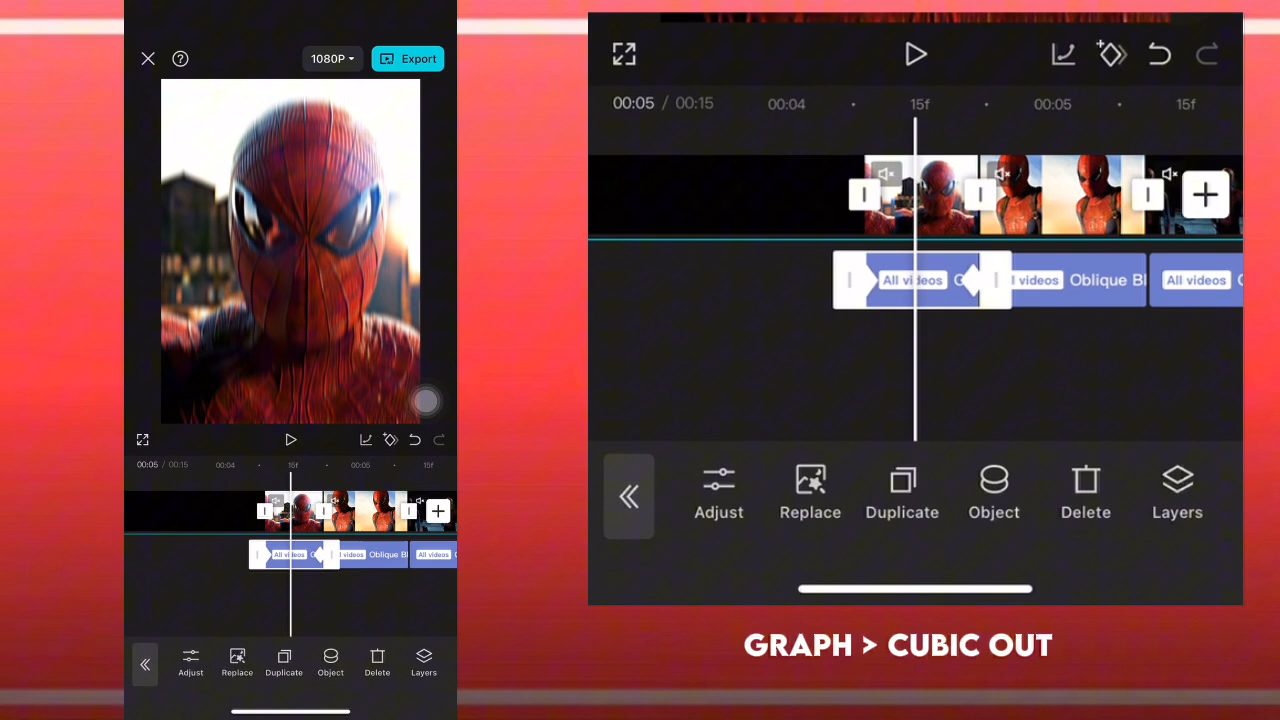 1080P
Export
00:05 / 00:15
00:04
15f
00:05
15f
All videos
G
videos
Oblique Bl
All videos
Adjust
Replace
Duplicate
Object
Delete
Layers
00:05 / 00:15
00:04
15f
00:05
15f
All videos
G
l videos
Oblique Bl
All videos
Adjust
Replace
Duplicate
Object
Delete
Layers
GRAPH > CUBIC OUT